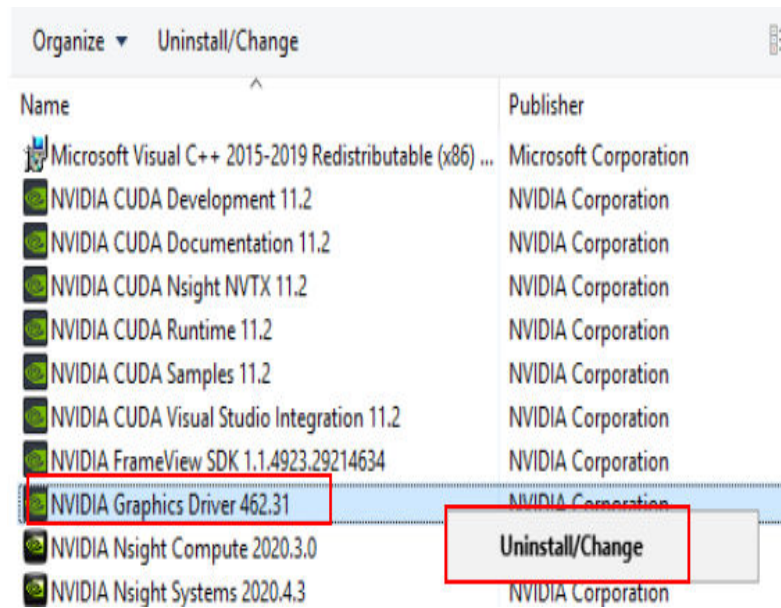 Organize Uninstall/Change
Name Publisher
Microsoft Visual C++ 2015-2019 Redistributable (x86) ... Microsoft Corporation
NVIDIA CUDA Development 11.2 NVIDIA Corporation
NVIDIA CUDA Documentation 11.2 NVIDIA Corporation
NVIDIA CUDA Nsight NVTX 11.2 NVIDIA Corporation
NVIDIA CUDA Runtime 11.2 NVIDIA Corporation
NVIDIA CUDA Samples 11.2 NVIDIA Corporation
NVIDIA CUDA Visual Studio Integration 11.2 NVIDIA Corporation
NVIDIA FrameView SDK 1.1.4923.29214634 NVIDIA Corporation
NVIDIA Graphics Driver 462.31 NVIDIA Corporation
NVIDIA Nsight Compute 2020.3.0 Uninstall/Change
NVIDIA Nsight Systems 2020.4.3 NVIDIA Corporation